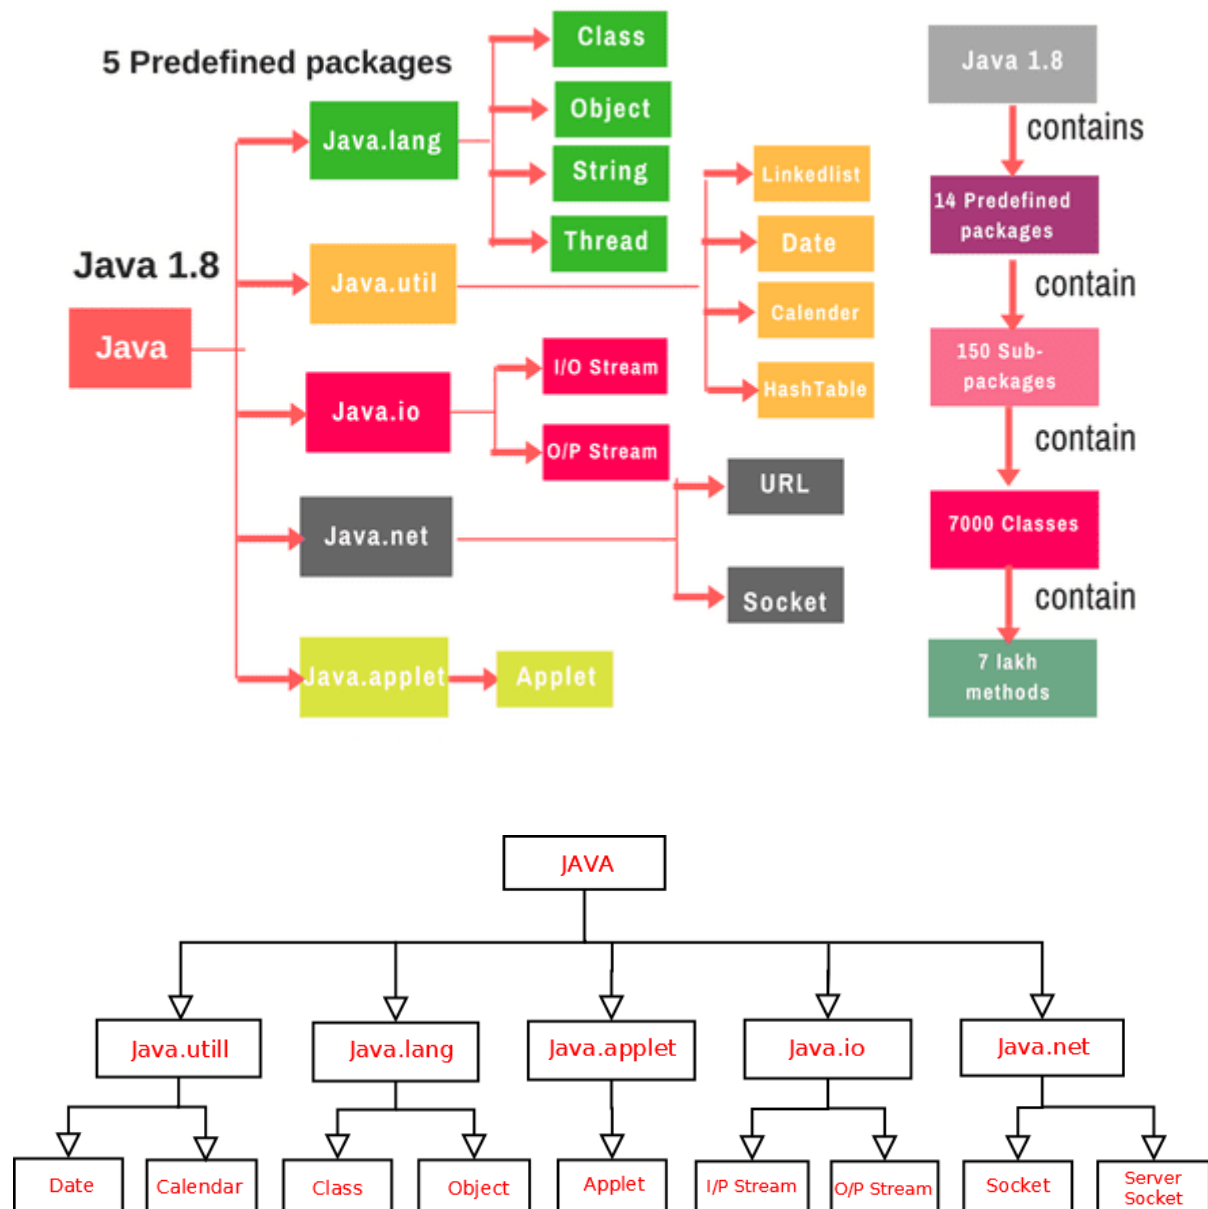 5 Predefined packages
Java 1.8
Java
Java.lang
Class
Object
String
Thread
Java.util
Linkedlist
Date
Calender
HashTable
Java.io
I/O Stream
O/P Stream
Java.net
URL
Socket
Java.applet
Applet
Java 1.8
contains
14 Predefined
packages
contain
150 Sub-
packages
contain
7000 Classes
contain
7 lakh
methods
JAVA
Java.utill
Java.lang
Java.applet
Java.io
Java.net
Date
Calendar
Class
Object
Applet
I/P Stream
O/P Stream
Socket
Server
Socket